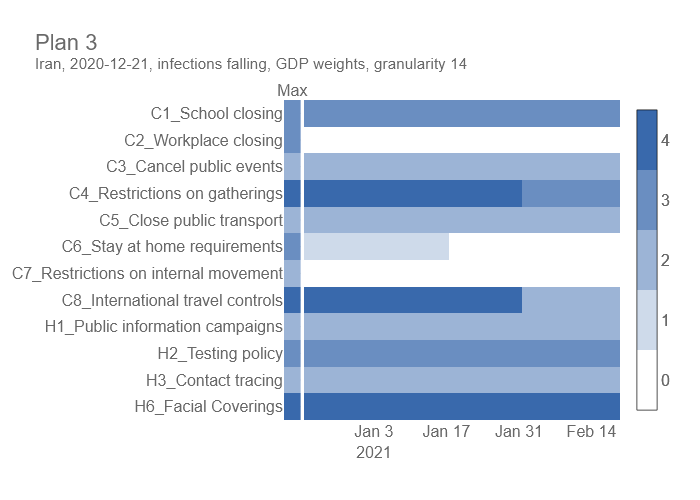 Plan 3
Iran, 2020-12-21, infections falling, GDP weights, granularity 14
Max
C1_School closing
C2_Workplace closing
C3_Cancel public events
C4_Restrictions on gatherings
C5_Close public transport
C6_Stay at home requirements
C7_Restrictions on internal movement
C8_International travel controls
H1_Public information campaigns
H2_Testing policy
H3_Contact tracing
H6_Facial Coverings
Jan 3 Jan 17 Jan 31 Feb 14
2021
4
3
2
1
0